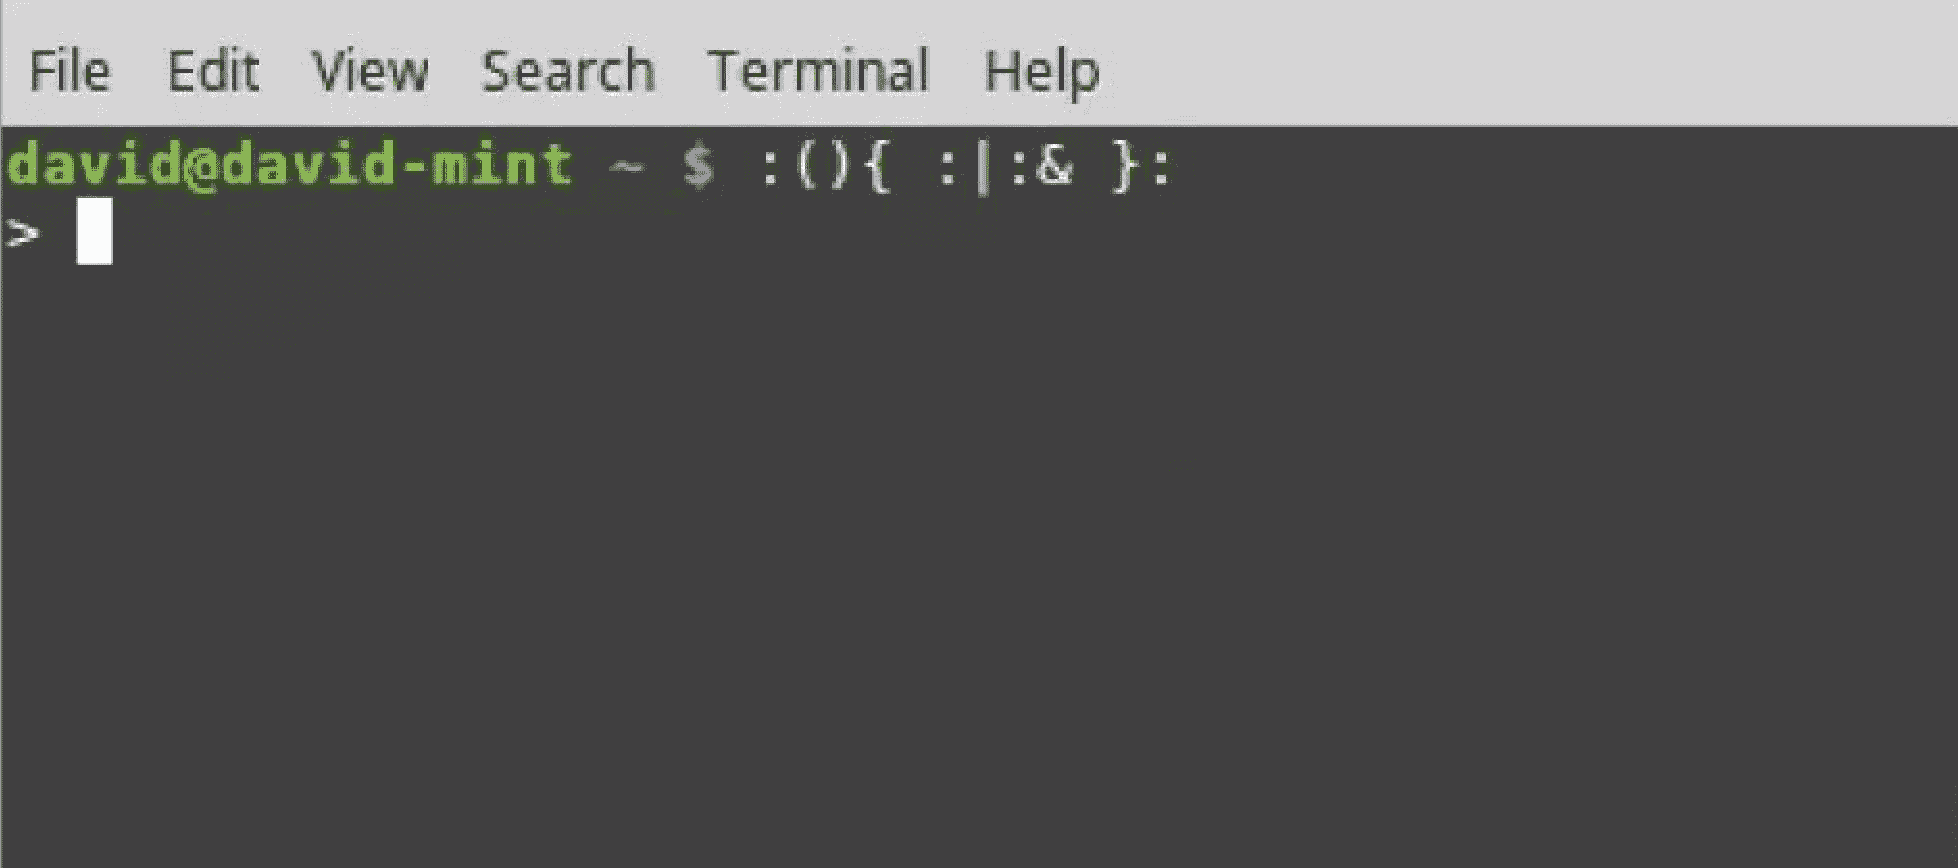 File Edit View Search Terminal Help
david@david-mint ~ $ :(){ :|:& }:
>